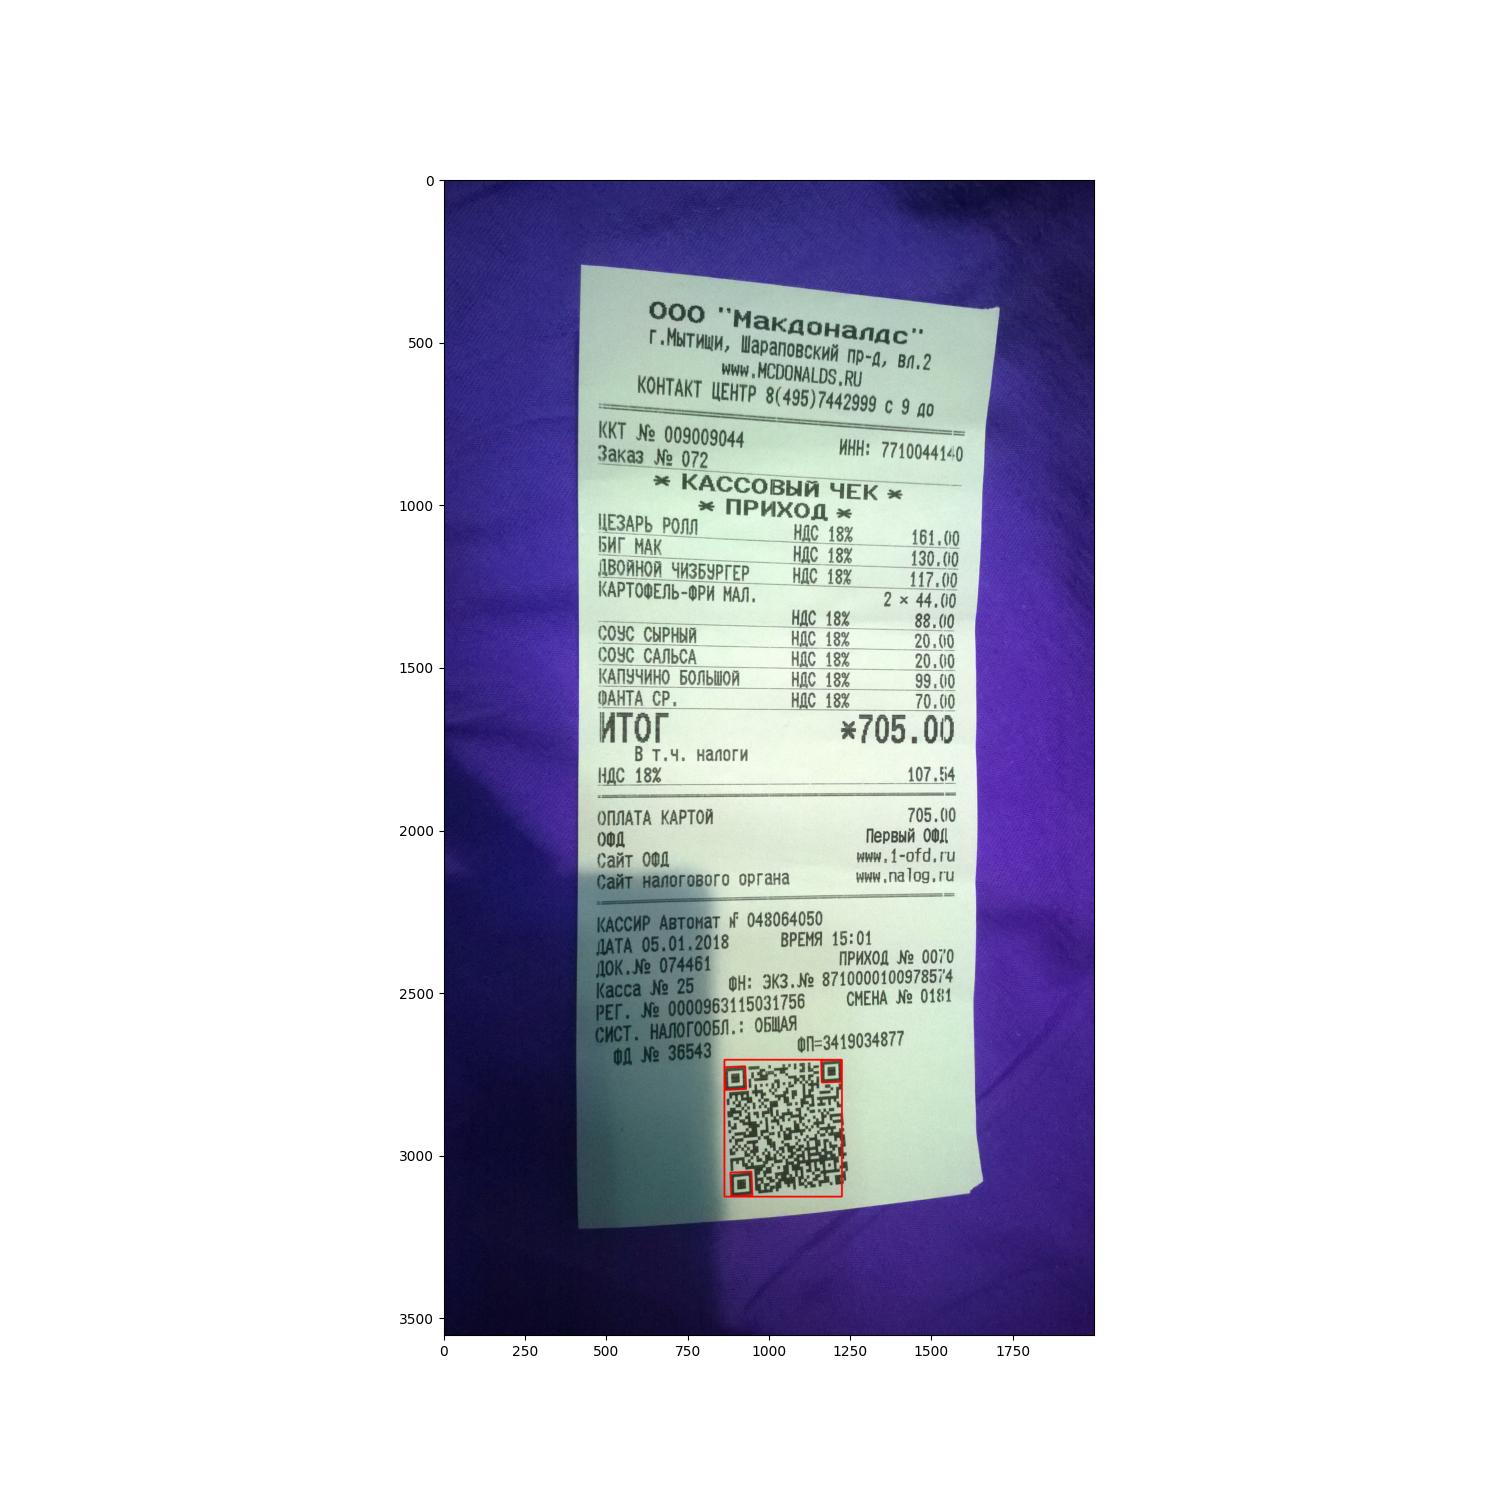 0
500
1000
1500
2000
2500
3000
3500
0 250 500 750 1000 1250 1500 1750
ООО "Макдоналдс"
г.Мытищи, Шараповский пр-д, вл.2
www.MCDONALDS.RU
КОНТАКТ ЦЕНТР 8(495)7442999 с 9 до
ККТ № 009009044 ИНН: 7710044140
Заказ № 072
* КАССОВЫЙ ЧЕК *
* ПРИХОД *
ЦЕЗАРЬ РОЛЛ НДС 18% 161.00
БИГ МАК НДС 18% 130.00
ДВОЙНОЙ ЧИЗБУРГЕР НДС 18% 117.00
КАРТОФЕЛЬ-ФРИ МАЛ. 2 × 44.00
НДС 18% 88.00
СОУС СЫРНЫЙ НДС 18% 20.00
СОУС САЛЬСА НДС 18% 20.00
КАПУЧИНО БОЛЬШОЙ НДС 18% 99.00
ФАНТА СР. НДС 18% 70.00
ИТОГ *705.00
В т.ч. налоги
НДС 18% 107.54
ОПЛАТА КАРТОЙ 705.00
ОФД Первый ОФД
Сайт ОФД www.1-ofd.ru
Сайт налогового органа www.nalog.ru
КАССИР Автомат № 048064050
ДАТА 05.01.2018 ВРЕМЯ 15:01
ДОК.№ 074461 ПРИХОД № 0070
Касса № 25 ФН: ЭКЗ.№ 8710000100978574
РЕГ. № 0000963115031756 СМЕНА № 0181
СИСТ. НАЛОГООБЛ.: ОБЩАЯ
ФД № 36543 ФП=3419034877